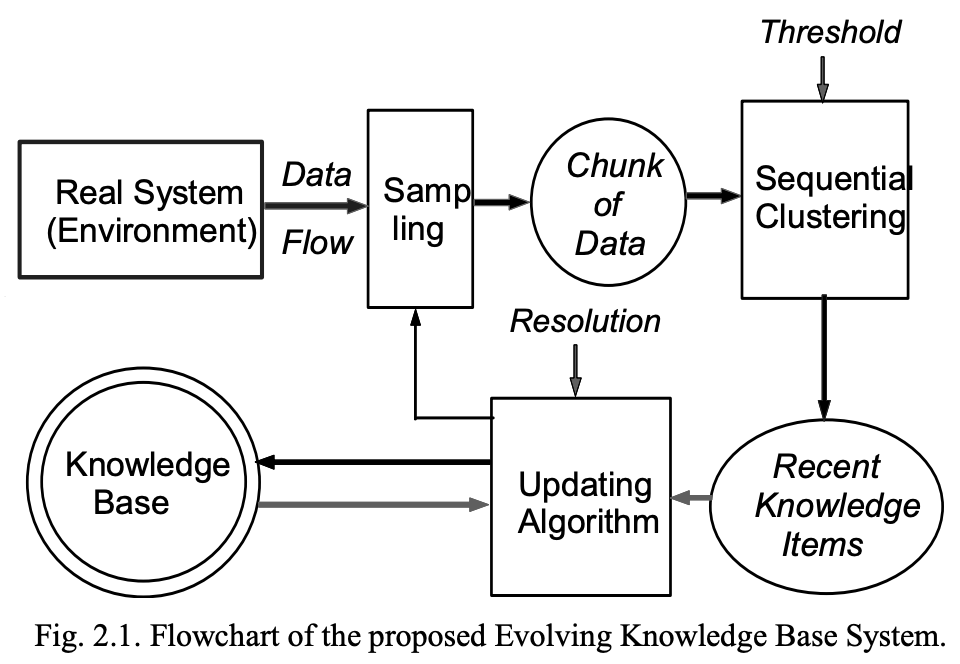 Threshold
Real System
(Environment)
Data
Flow
Samp
ling
Chunk
of
Data
Sequential
Clustering
Resolution
Knowledge
Base
Updating
Algorithm
Recent
Knowledge
Items
Fig. 2.1. Flowchart of the proposed Evolving Knowledge Base System.